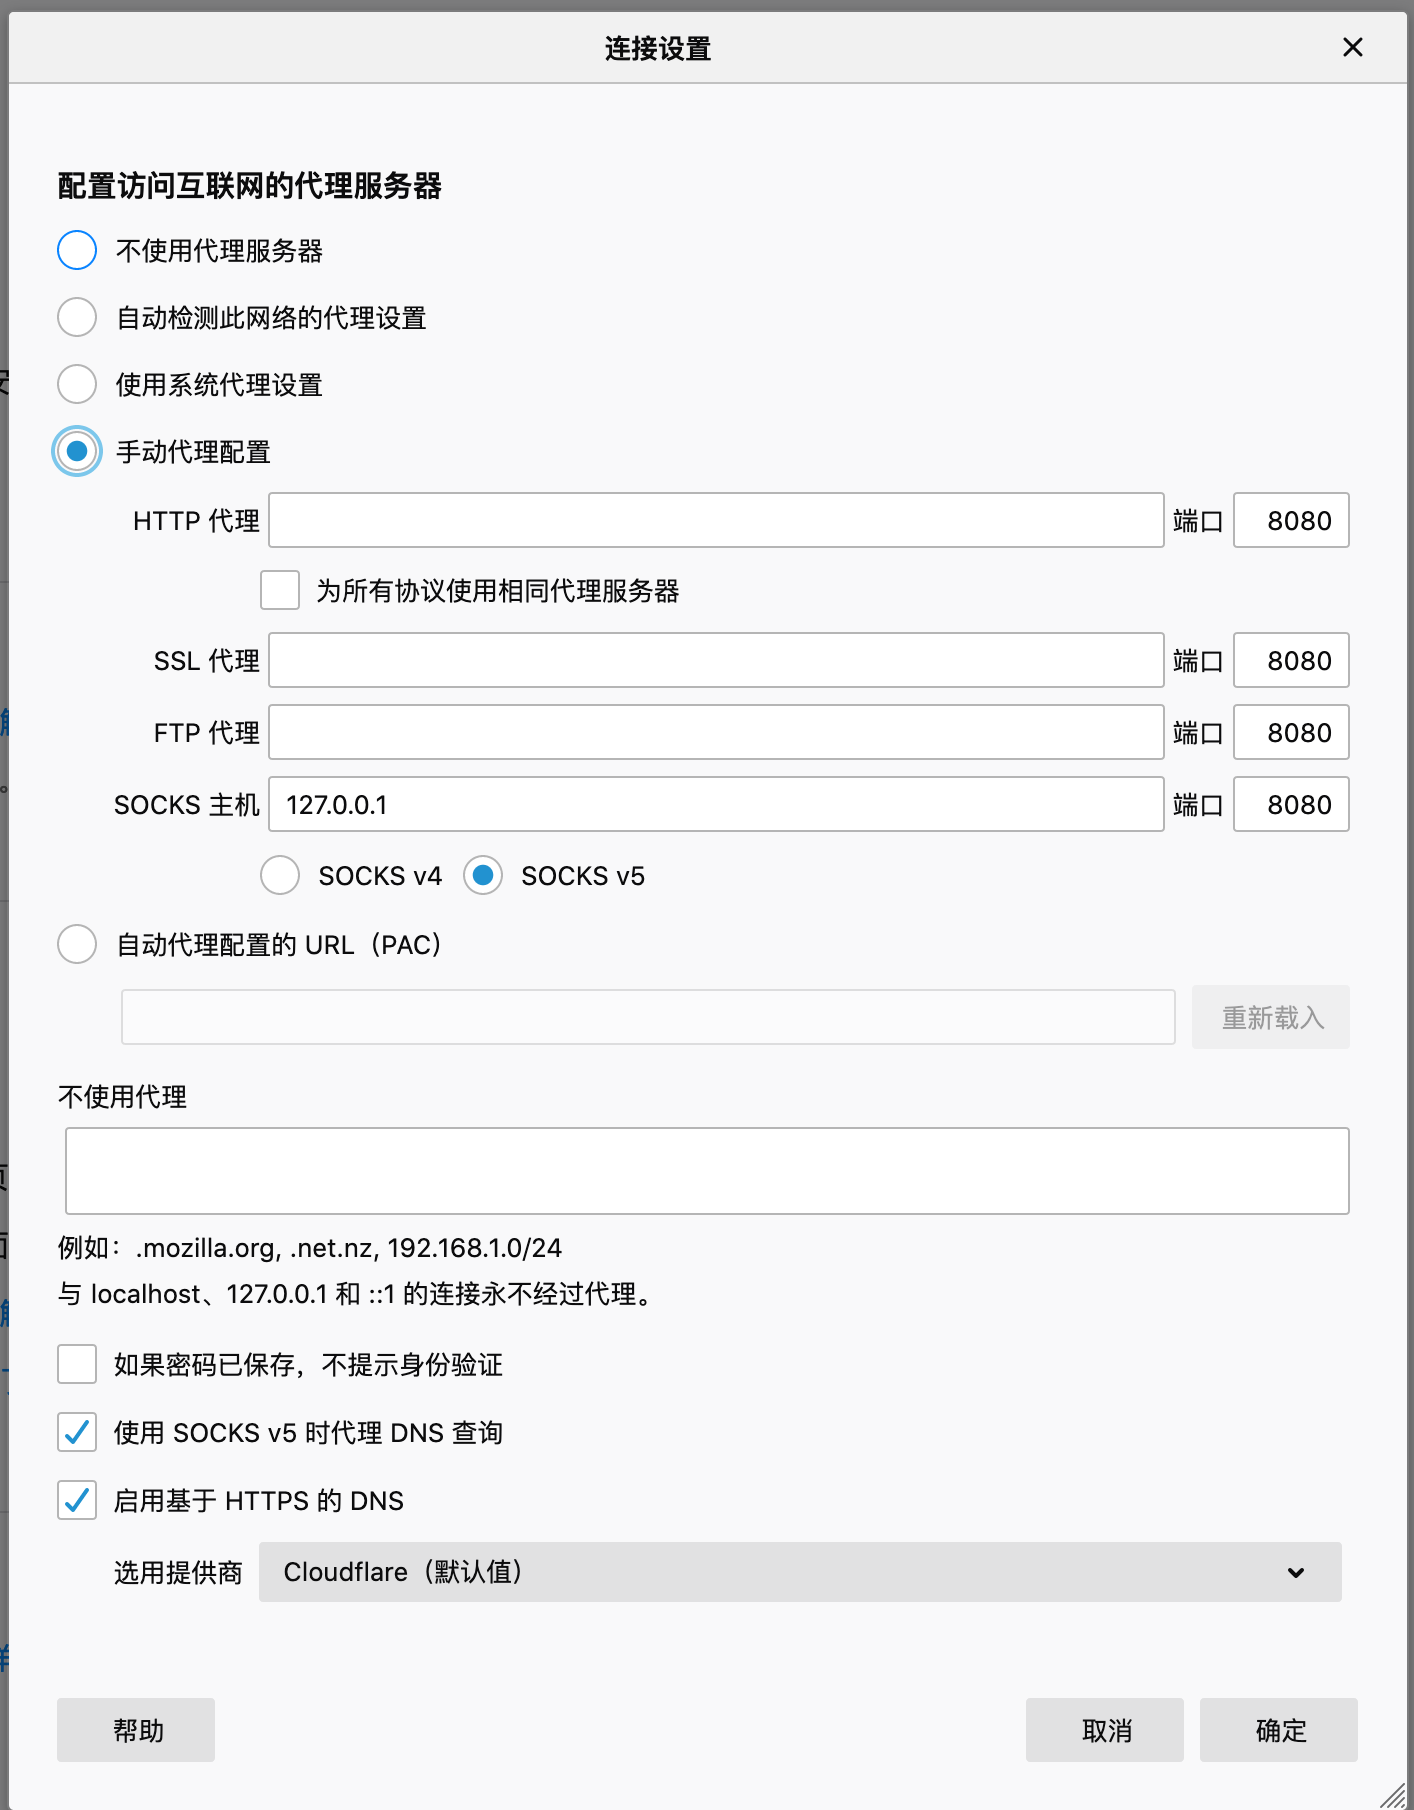 连接设置
配置访问互联网的代理服务器
不使用代理服务器
自动检测此网络的代理设置
使用系统代理设置
手动代理配置
HTTP 代理 端口 8080
为所有协议使用相同代理服务器
SSL 代理 端口 8080
FTP 代理 端口 8080
SOCKS 主机 127.0.0.1 端口 8080
SOCKS v4 SOCKS v5
自动代理配置的 URL（PAC）
重新载入
不使用代理
例如：.mozilla.org, .net.nz, 192.168.1.0/24
与 localhost、127.0.0.1 和 ::1 的连接永不经过代理。
如果密码已保存，不提示身份验证
使用 SOCKS v5 时代理 DNS 查询
启用基于 HTTPS 的 DNS
选用提供商 Cloudflare（默认值）
帮助 取消 确定